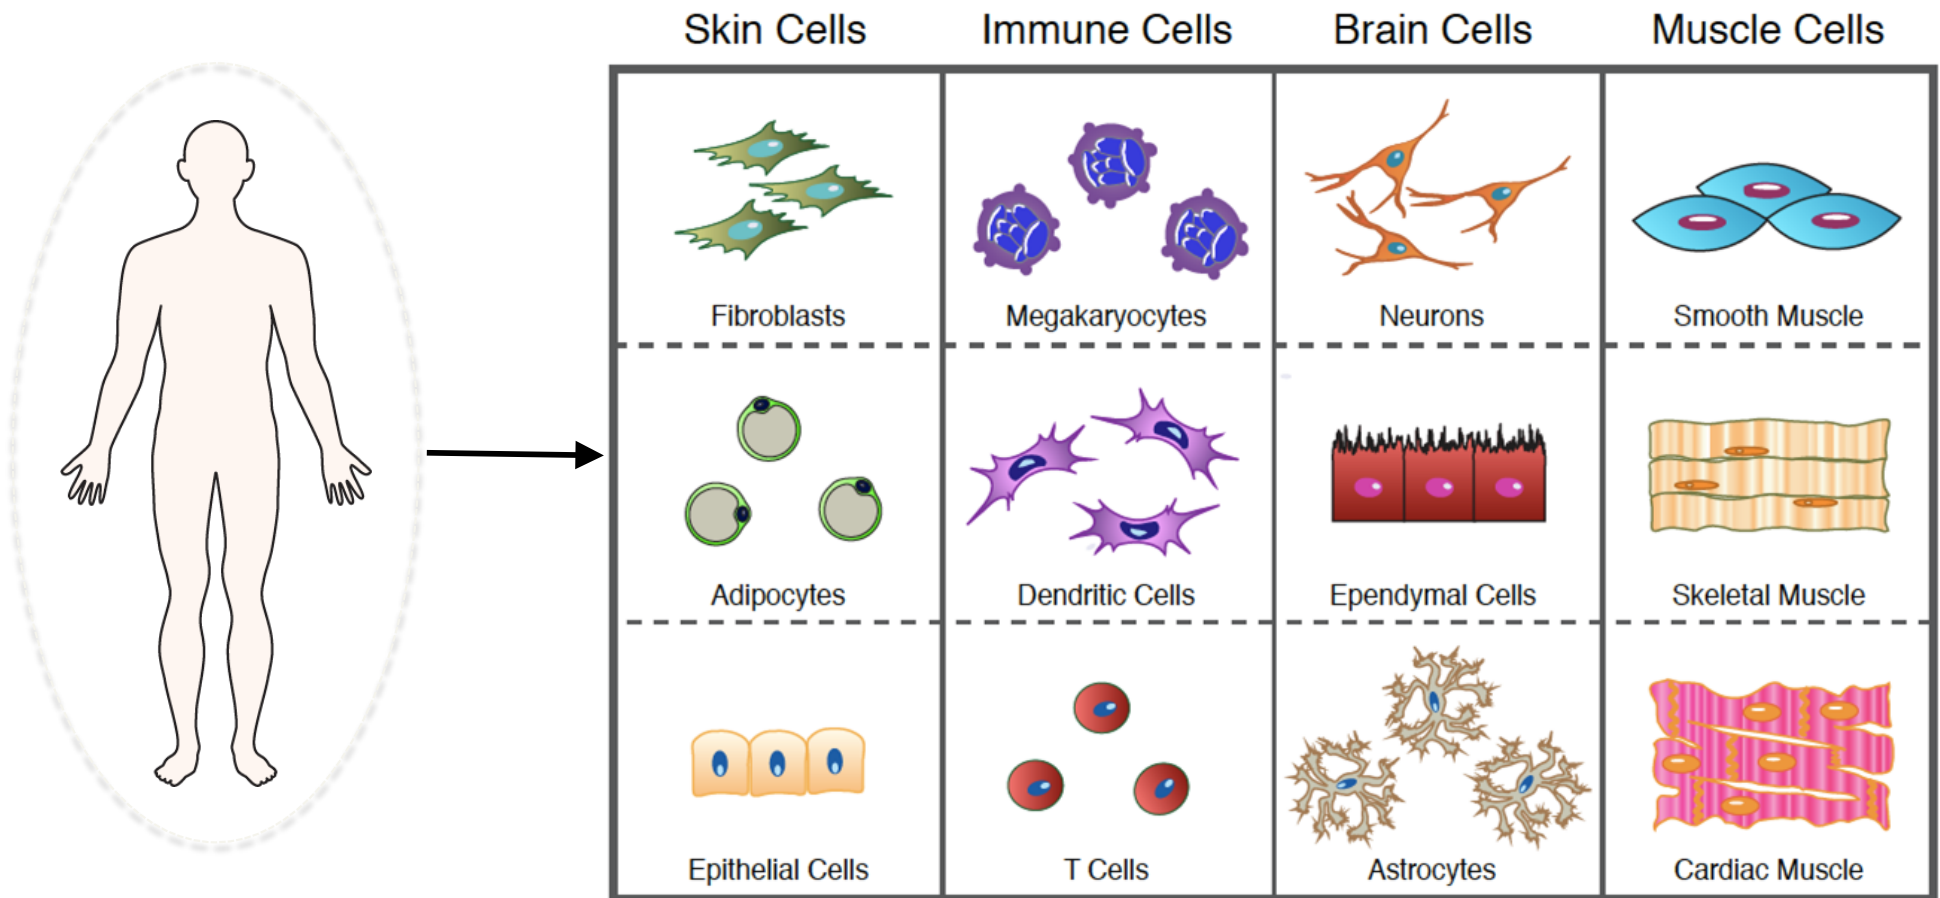 Skin Cells
Immune Cells
Brain Cells
Muscle Cells
Fibroblasts
Megakaryocytes
Neurons
Smooth Muscle
Adipocytes
Dendritic Cells
Ependymal Cells
Skeletal Muscle
Epithelial Cells
T Cells
Astrocytes
Cardiac Muscle